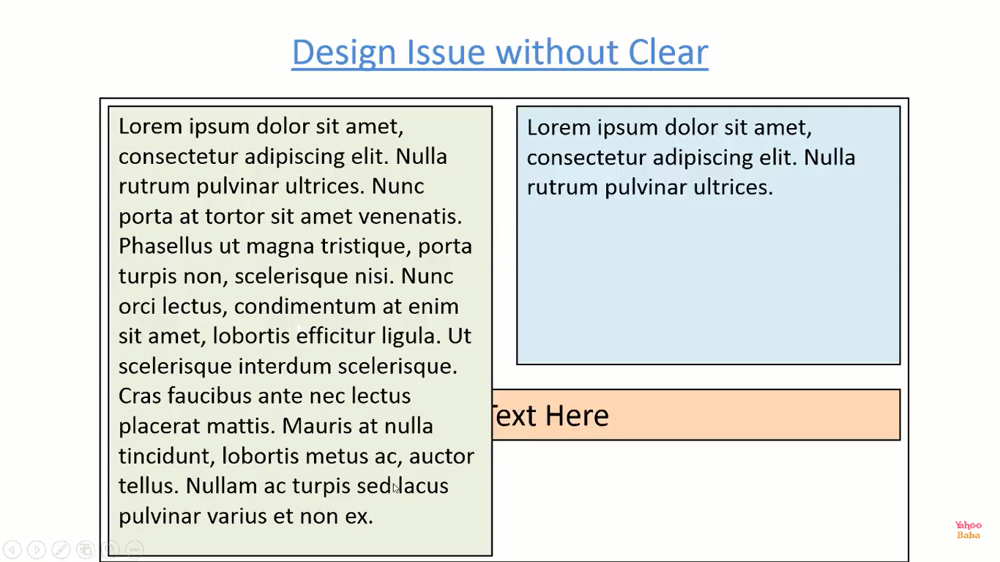 Design Issue without Clear
Lorem ipsum dolor sit amet,
consectetur adipiscing elit. Nulla
rutrum pulvinar ultrices. Nunc
porta at tortor sit amet venenatis.
Phasellus ut magna tristique, porta
turpis non, scelerisque nisi. Nunc
orci lectus, condimentum at enim
sit amet, lobortis efficitur ligula. Ut
scelerisque interdum scelerisque.
Cras faucibus ante nec lectus
placerat mattis. Mauris at nulla
tincidunt, lobortis metus ac, auctor
tellus. Nullam ac turpis sed lacus
pulvinar varius et non ex.
Lorem ipsum dolor sit amet,
consectetur adipiscing elit. Nulla
rutrum pulvinar ultrices.
Text Here
Yahoo
Baba